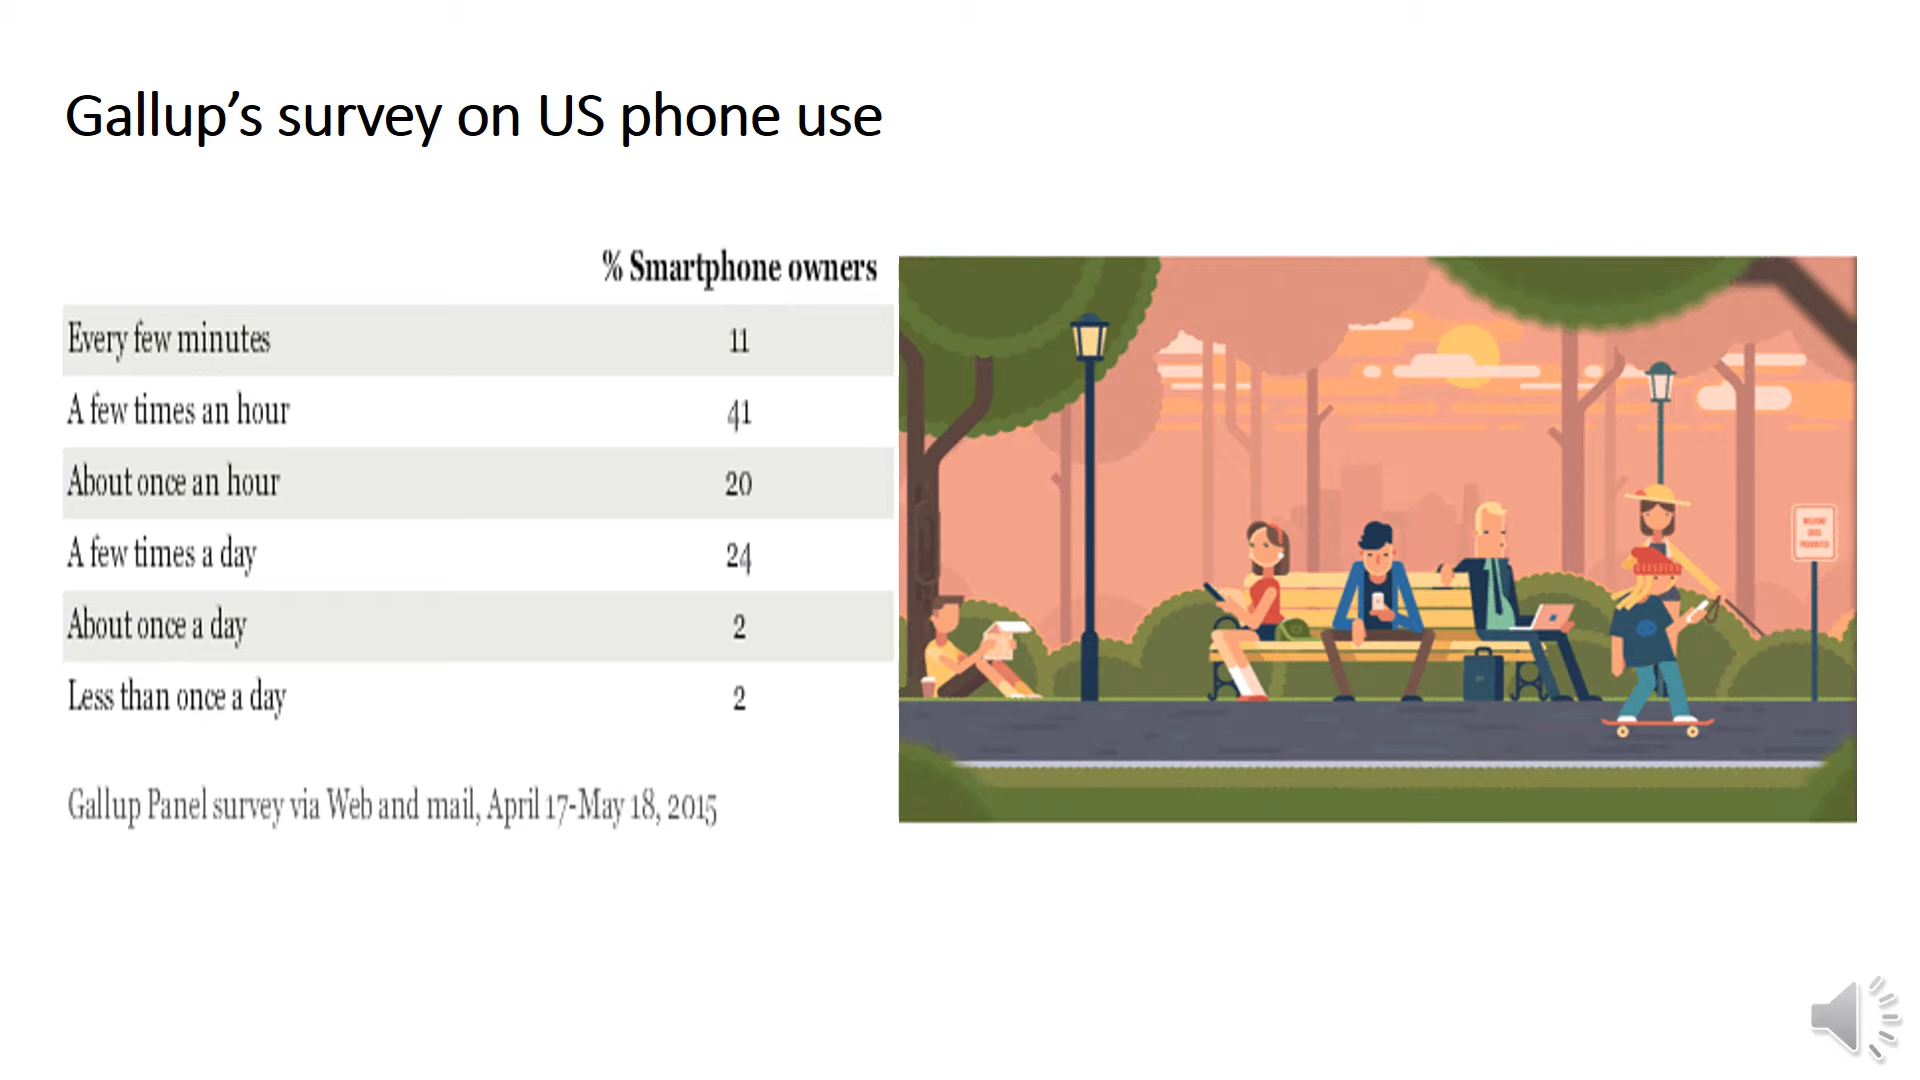 Gallup’s survey on US phone use
% Smartphone owners
Every few minutes 11
A few times an hour 41
About once an hour 20
A few times a day 24
About once a day 2
Less than once a day 2
Gallup Panel survey via Web and mail, April 17-May 18, 2015